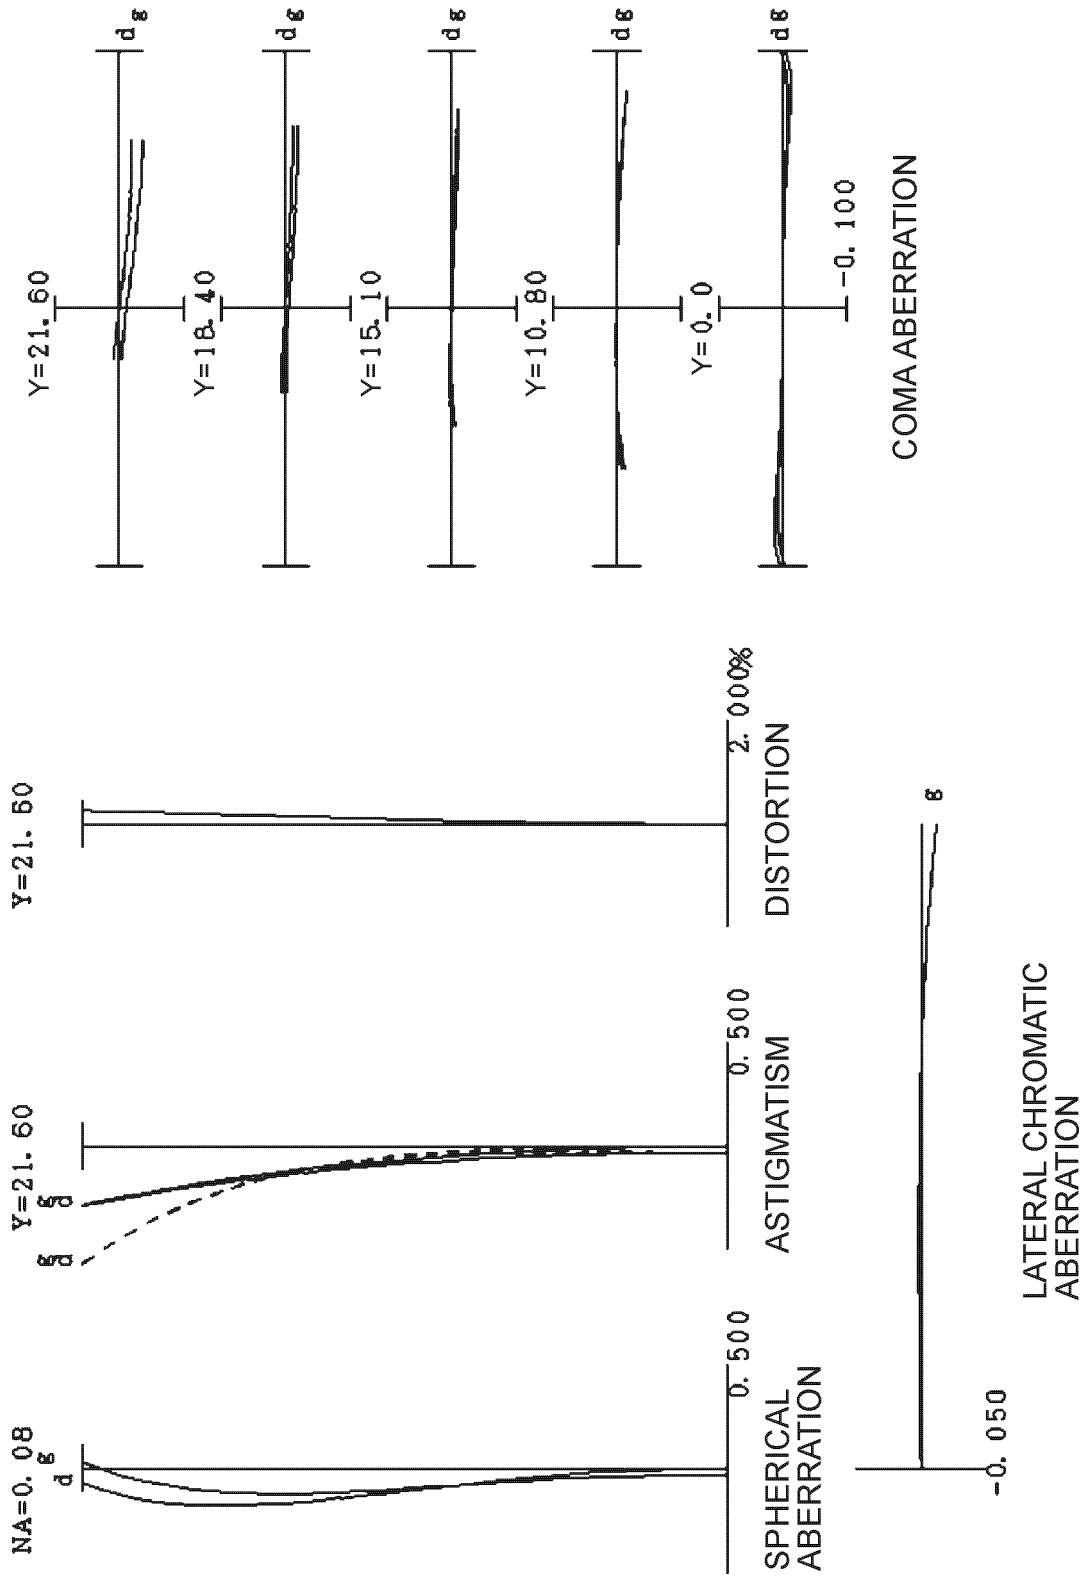 NA=0.08
d
g
0.500
SPHERICAL
ABERRATION
Y=21.60
g
d
g
d
0.500
ASTIGMATISM
Y=21.60
2.000%
DISTORTION
Y=21.60
d
g
Y=18.40
d
g
Y=15.10
d
g
Y=10.80
d
g
Y=0.0
d
g
-0.100
COMA ABERRATION
g
-0.050
LATERAL CHROMATIC
ABERRATION